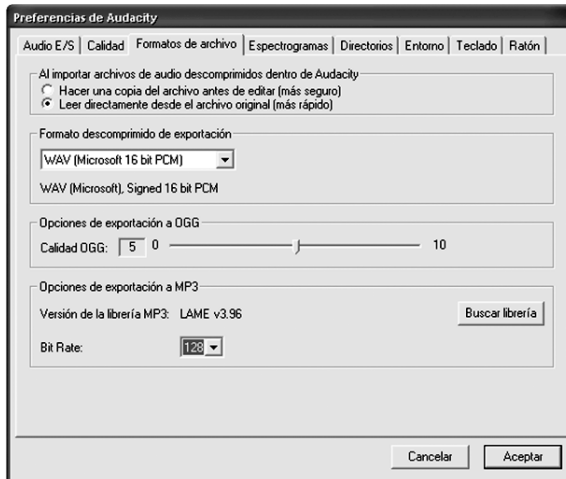 Preferencias de Audacity
Audio E/S Calidad Formatos de archivo Espectrogramas Directorios Entorno Teclado Ratón
Al importar archivos de audio descomprimidos dentro de Audacity
Hacer una copia del archivo antes de editar (más seguro)
Leer directamente desde el archivo original (más rápido)
Formato descomprimido de exportación
WAV (Microsoft 16 bit PCM)
WAV (Microsoft), Signed 16 bit PCM
Opciones de exportación a OGG
Calidad OGG: 5 0 10
Opciones de exportación a MP3
Versión de la librería MP3: LAME v3.96 Buscar librería
Bit Rate: 128
Cancelar Aceptar